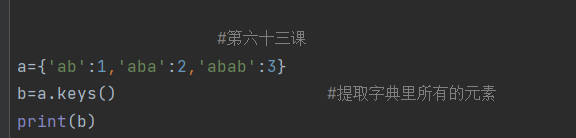 #第六十三课
a={'ab':1,'aba':2,'abab':3}
b=a.keys() #提取字典里所有的元素
print(b)